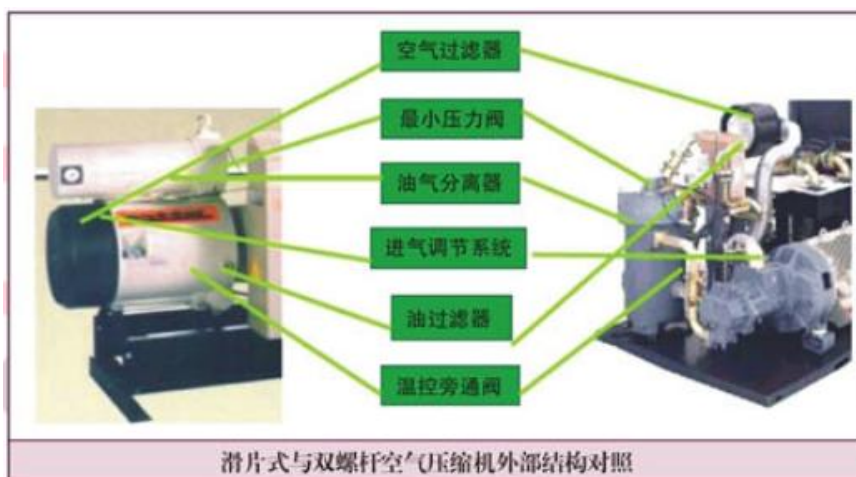 空气过滤器
最小压力阀
油气分离器
进气调节系统
油过滤器
温控旁通阀
滑片式与双螺杆空气压缩机外部结构对照